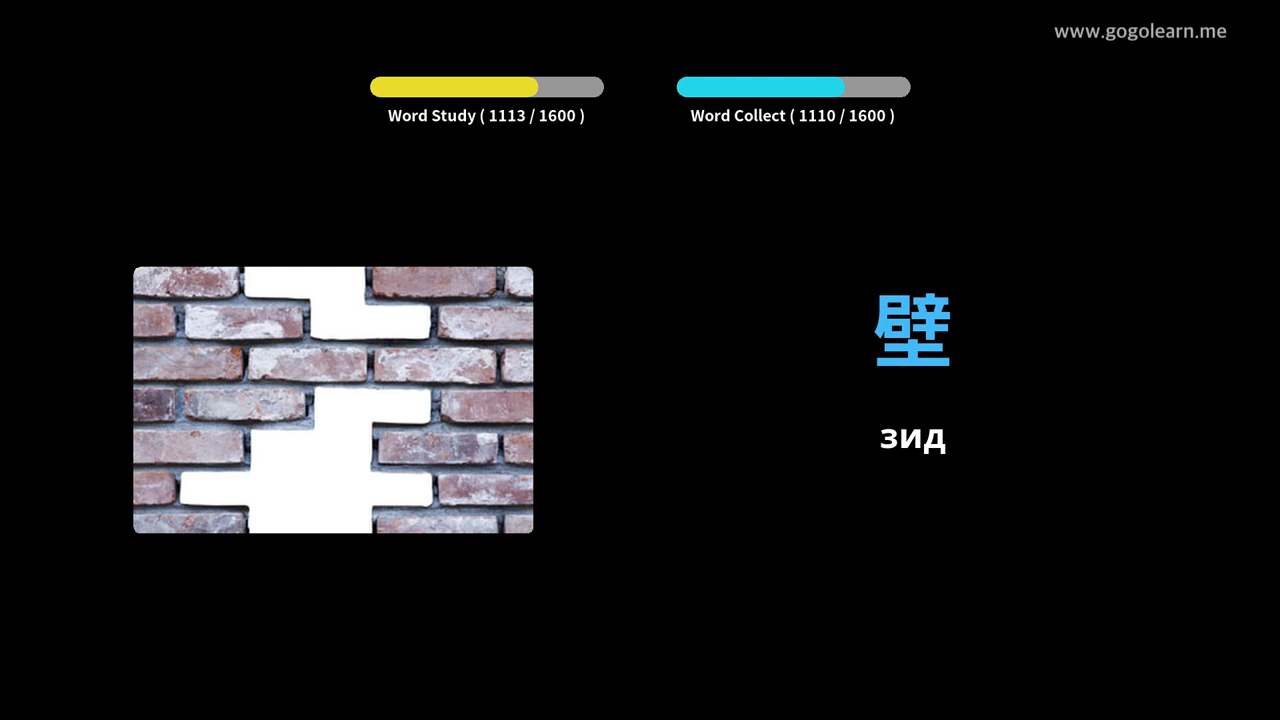 www.gogolearn.me
Word Study ( 1113 / 1600 )
Word Collect ( 1110 / 1600 )
壁
зид